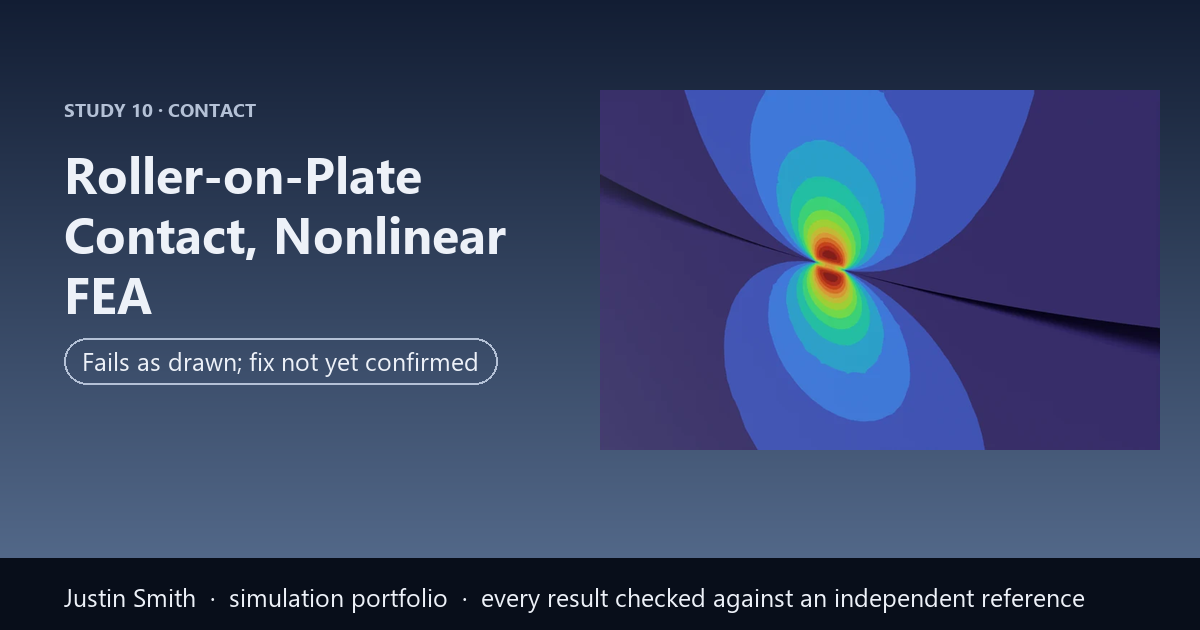 STUDY 10 · CONTACT
Roller-on-Plate
Contact, Nonlinear
FEA
Fails as drawn; fix not yet confirmed
Justin Smith · simulation portfolio · every result checked against an independent reference